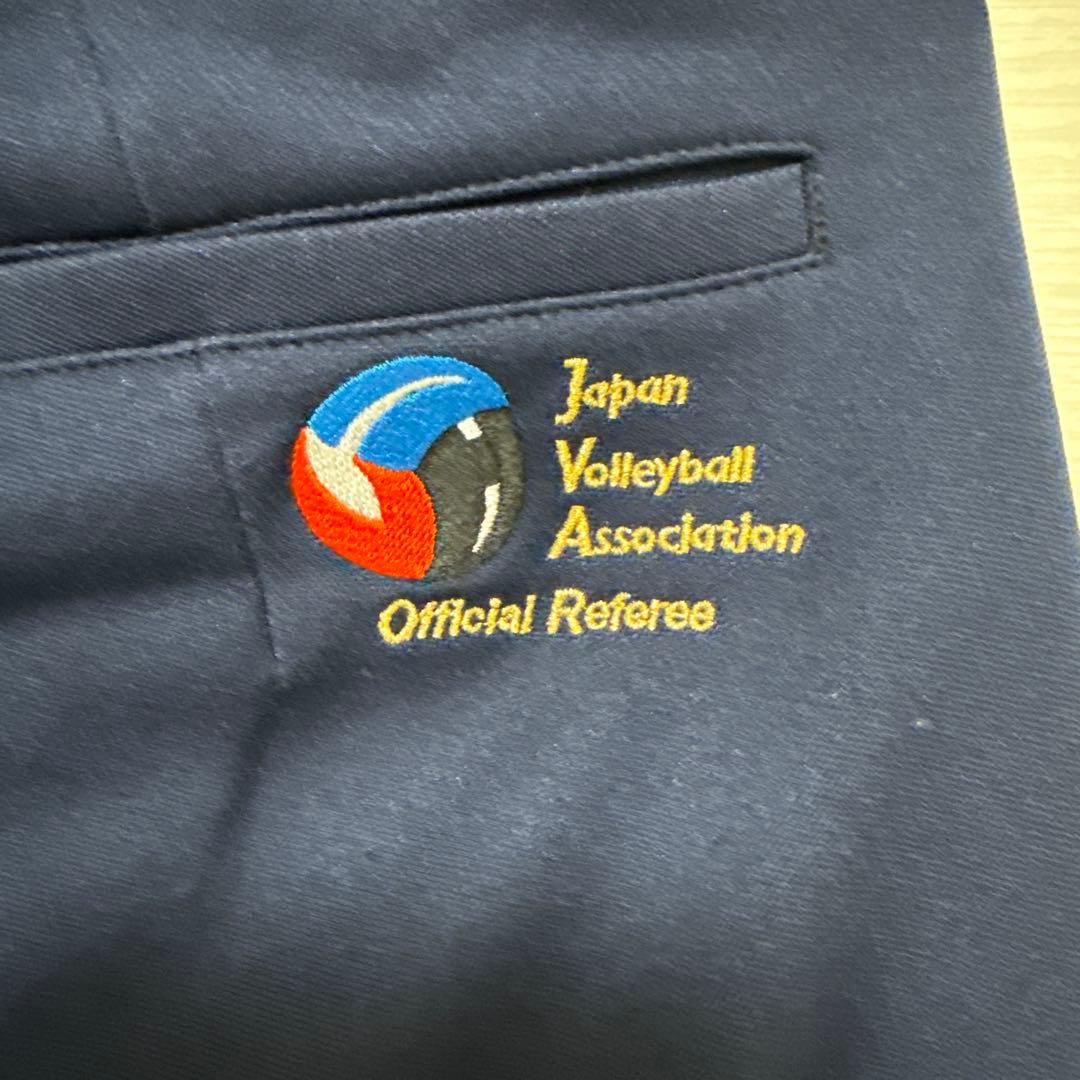 Japan
Volleyball
Association
Official Referee